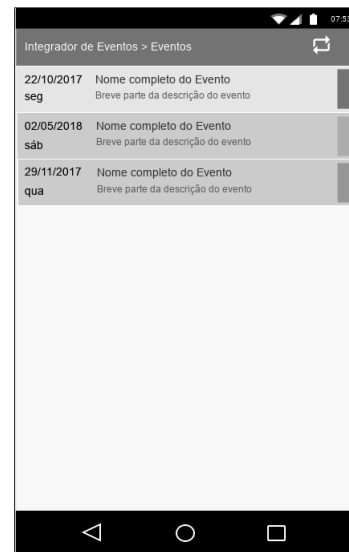 07:53
Integrador de Eventos > Eventos
22/10/2017 Nome completo do Evento
seg Breve parte da descrição do evento
02/05/2018 Nome completo do Evento
sáb Breve parte da descrição do evento
29/11/2017 Nome completo do Evento
qua Breve parte da descrição do evento